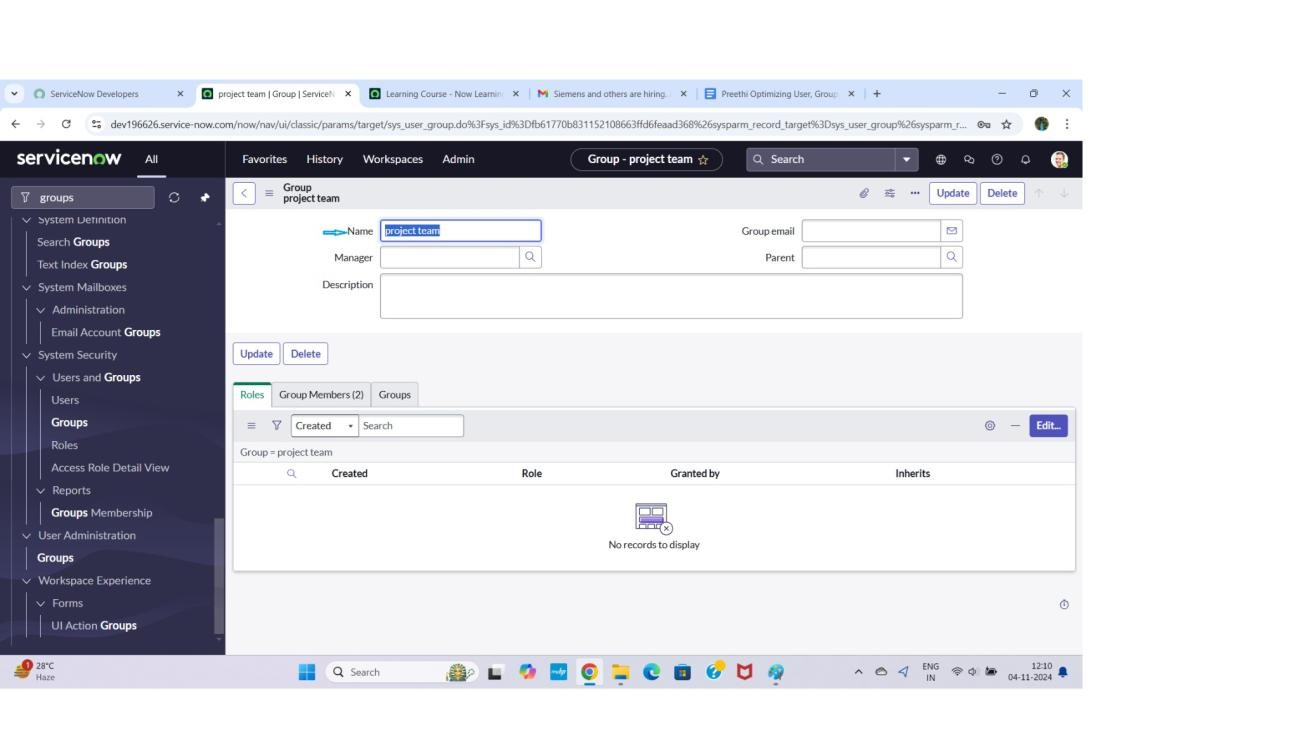 ServiceNow Developers
project team | Group | ServiceN
Learning Course - Now Learnin
Siemens and others are hiring.
Preethi Optimizing User, Group
dev196626.service-now.com/now/nav/ui/classic/params/target/sys_user_group.do%3Fsys_id%3Dfb61770b831152108663ffd6feaad368%26sysparm_record_target%3Dsys_user_group%26sysparm_r...
servicenow All Favorites History Workspaces Admin Group - project team Search
groups
System Definition
Search Groups
Text Index Groups
System Mailboxes
Administration
Email Account Groups
System Security
Users and Groups
Users
Groups
Roles
Access Role Detail View
Reports
Groups Membership
User Administration
Groups
Workspace Experience
Forms
UI Action Groups
Group
project team
Update Delete
Name project team Group email
Manager Parent
Description
Update Delete
Roles Group Members (2) Groups
Created Search Edit...
Group = project team
Created Role Granted by Inherits
No records to display
1
28°C
Haze
Search
ENG
IN
12:10
04-11-2024